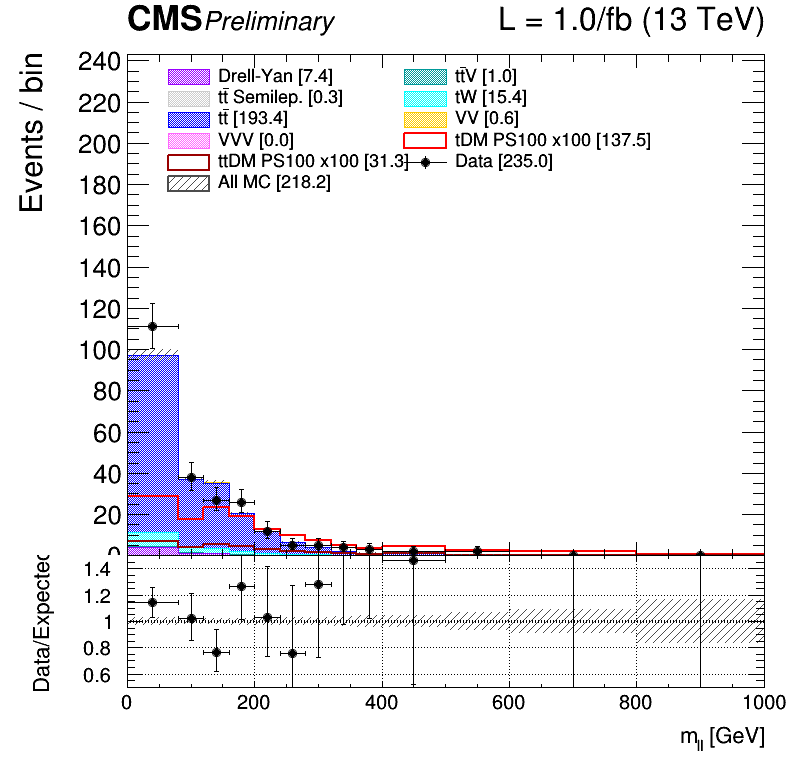 CMS Preliminary L = 1.0/fb (13 TeV)
Events / bin
240
220
200
180
160
140
120
100
80
60
40
20
0
Drell-Yan [7.4]
tt̄V [1.0]
tt̄ Semilep. [0.3]
tW [15.4]
tt̄ [193.4]
VV [0.6]
VVV [0.0]
tDM PS100 x100 [137.5]
ttDM PS100 x100 [31.3]
Data [235.0]
All MC [218.2]
Data/Expected
1.4
1.2
1
0.8
0.6
0 200 400 600 800 1000
m_ll [GeV]